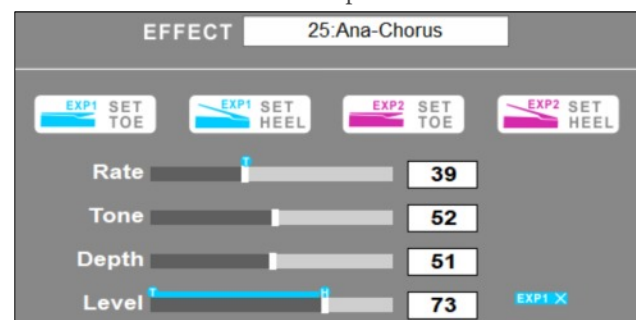 EFFECT 25:Ana-Chorus
EXP1 SET TOE EXP1 SET HEEL EXP2 SET TOE EXP2 SET HEEL
T
Rate 39
Tone 52
Depth 51
T H
Level 73 EXP1 X